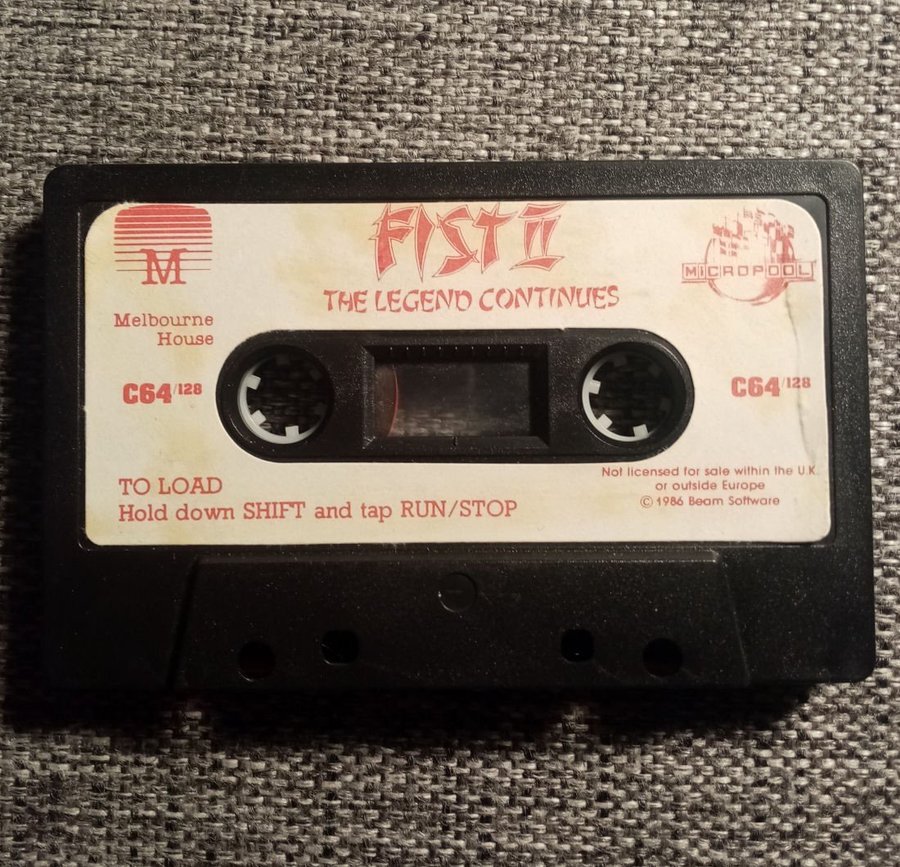 M
Melbourne
House
FIST II
THE LEGEND CONTINUES
MICROPOOL
C64/128
C64/128
TO LOAD
Hold down SHIFT and tap RUN/STOP
Not licensed for sale within the U.K.
or outside Europe
© 1986 Beam Software